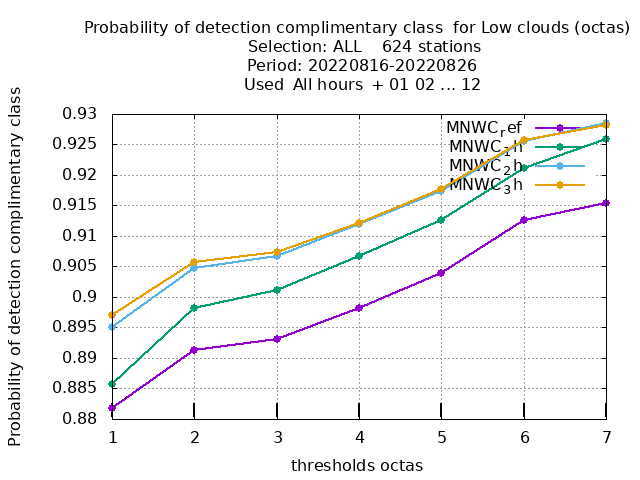 Probability of detection complimentary class  for Low clouds (octas)
Selection: ALL    624 stations
Period: 20220816-20220826
Used  All hours  + 01 02 ... 12
Probability of detection complimentary class
0.93
0.925
0.92
0.915
0.91
0.905
0.9
0.895
0.89
0.885
0.88
MNWC_ref
MNWC_1h
MNWC_2h
MNWC_3h
1 2 3 4 5 6 7
thresholds octas